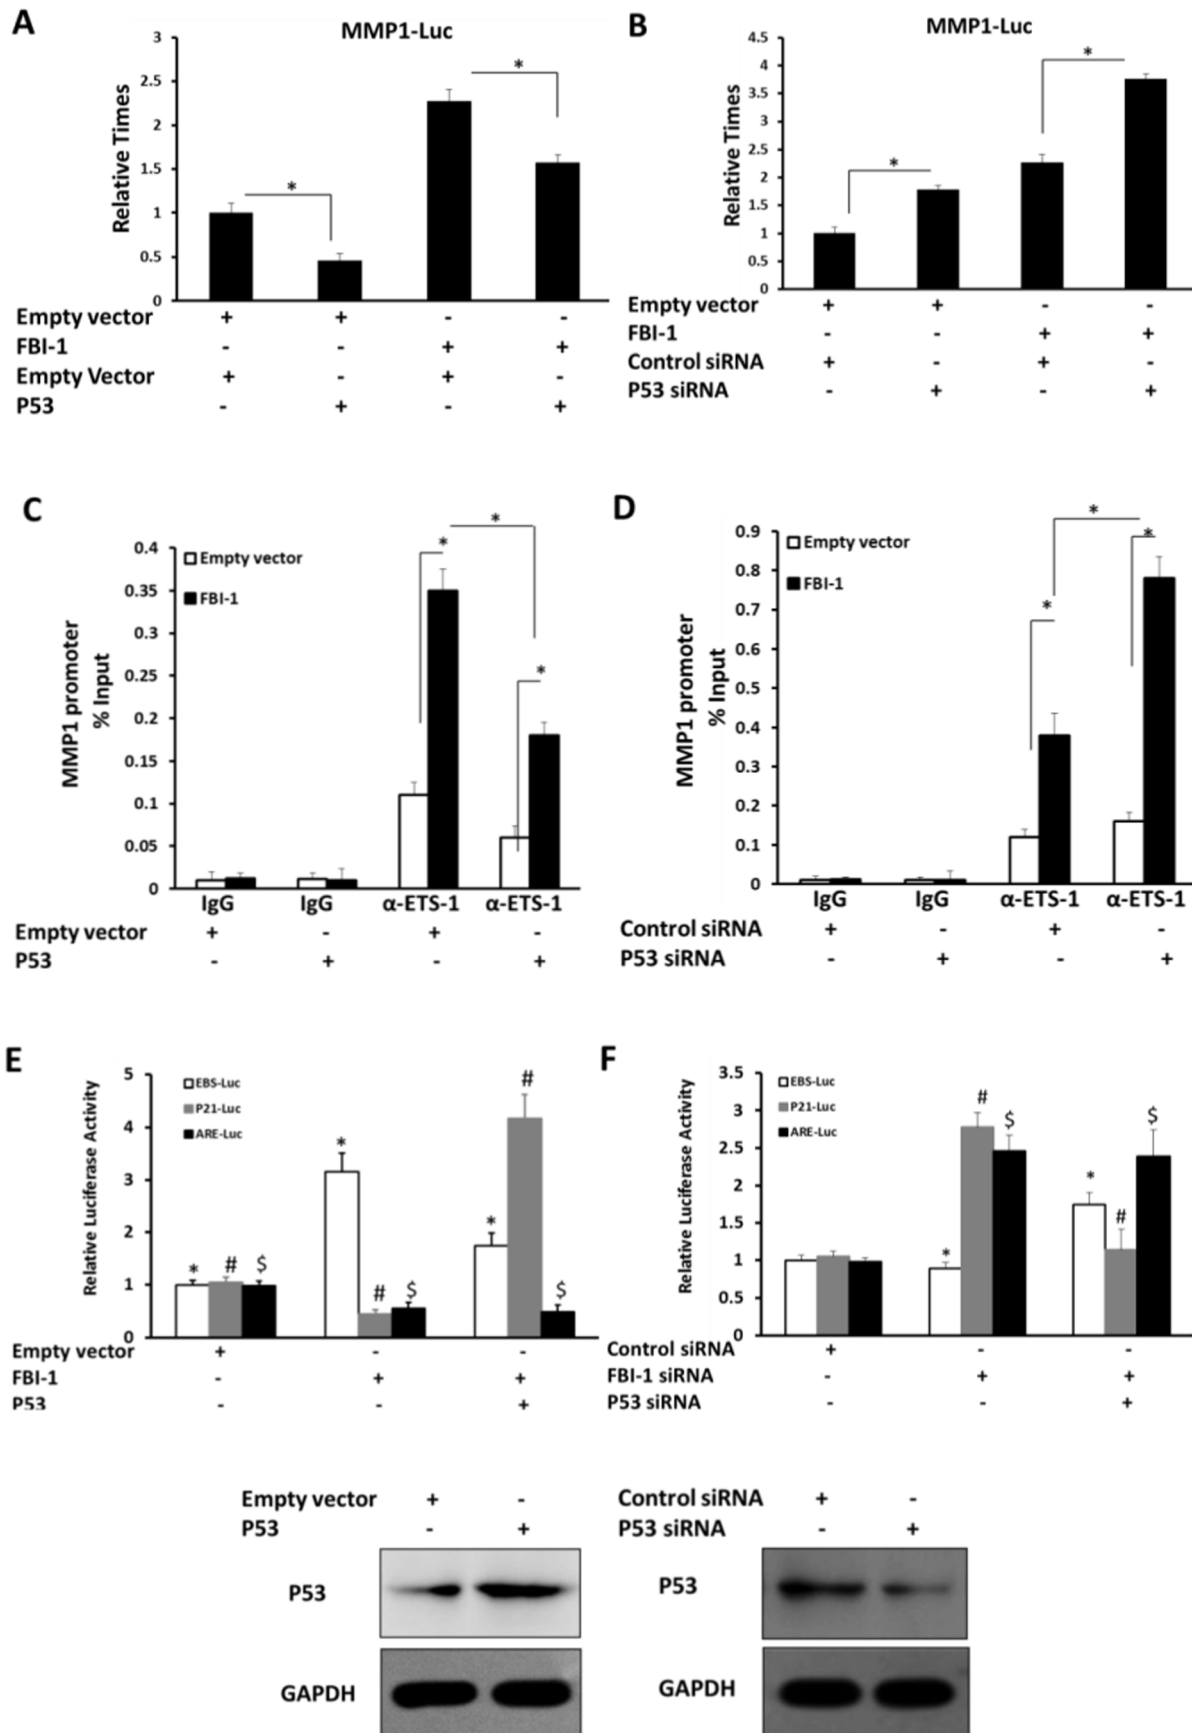 A
MMP1-Luc
Relative Times
3
2.5
2
1.5
1
0.5
0
*
*
Empty vector + + - -
FBI-1 - - + +
Empty Vector + - + -
P53 - + - +
B
MMP1-Luc
Relative Times
4.5
4
3.5
3
2.5
2
1.5
1
0.5
0
*
*
Empty vector + + - -
FBI-1 - - + +
Control siRNA + - + -
P53 siRNA - + - +
C
MMP1 promoter
% Input
0.4
0.35
0.3
0.25
0.2
0.15
0.1
0.05
0
Empty vector
FBI-1
*
*
*
IgG IgG α-ETS-1 α-ETS-1
Empty vector + - + -
P53 - + - +
D
MMP1 promoter
% Input
0.9
0.8
0.7
0.6
0.5
0.4
0.3
0.2
0.1
0
Empty vector
FBI-1
*
*
*
IgG IgG α-ETS-1 α-ETS-1
Control siRNA + - + -
P53 siRNA - + - +
E
Relative Luciferase Activity
5
4
3
2
1
0
EBS-Luc
P21-Luc
ARE-Luc
* # $ * # $ * # $
Empty vector + - -
FBI-1 - + +
P53 - - +
F
Relative Luciferase Activity
3.5
3
2.5
2
1.5
1
0.5
0
EBS-Luc
P21-Luc
ARE-Luc
* # $ * # $
Control siRNA + - -
FBI-1 siRNA - + +
P53 siRNA - - +
Empty vector + -
P53 - +
P53
GAPDH
Control siRNA + -
P53 siRNA - +
P53
GAPDH